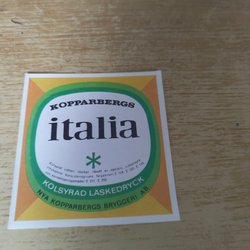 KOPPARBERGS
italia
KOLSYRAD LÄSKEDRYCK
NYA KOPPARBERGS BRYGGERI AB